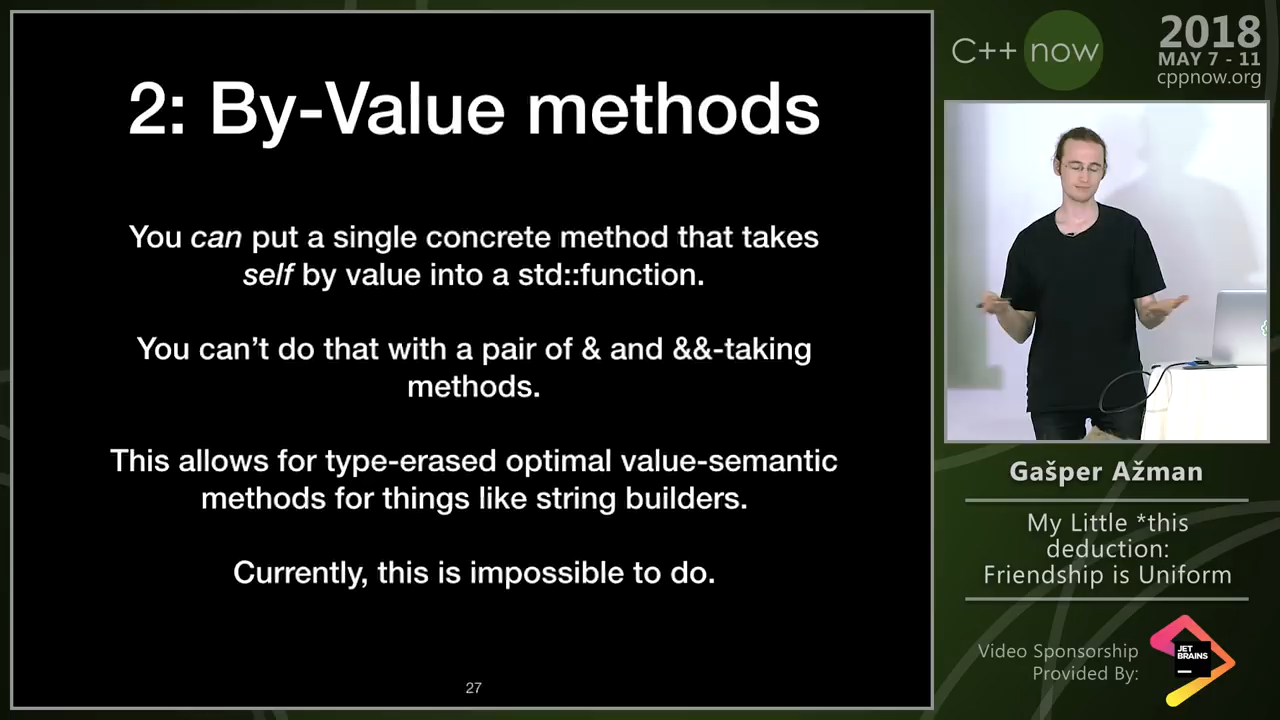 2: By-Value methods
You can put a single concrete method that takes
self by value into a std::function.
You can’t do that with a pair of & and &&-taking
methods.
This allows for type-erased optimal value-semantic
methods for things like string builders.
Currently, this is impossible to do.
27
C++ now
2018
MAY 7 - 11
cppnow.org
Gašper Ažman
My Little *this
deduction:
Friendship is Uniform
Video Sponsorship
Provided By:
JET
BRAINS